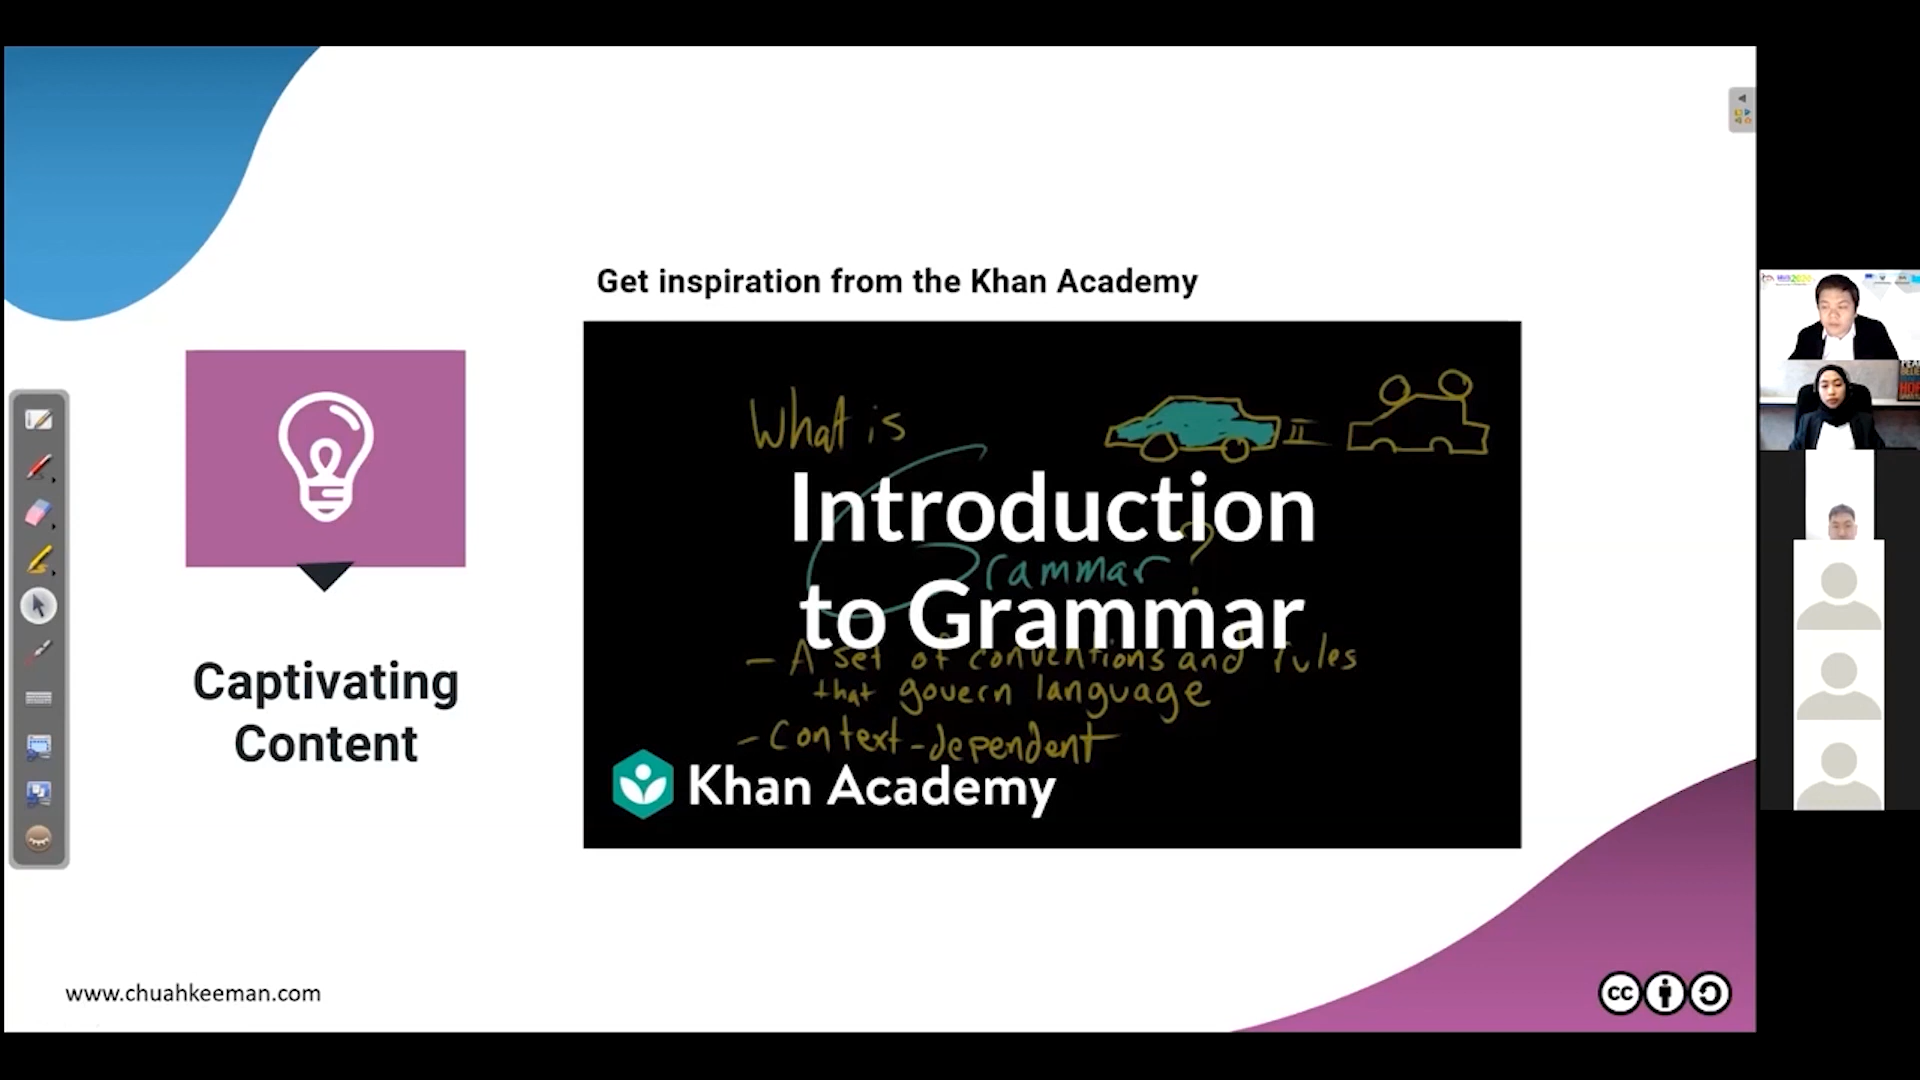 Get inspiration from the Khan Academy
What is
Grammar?
Introduction
to Grammar
- A set of conventions and rules
that govern language
- Context-dependent
Khan Academy
Captivating
Content
www.chuahkeeman.com
cc